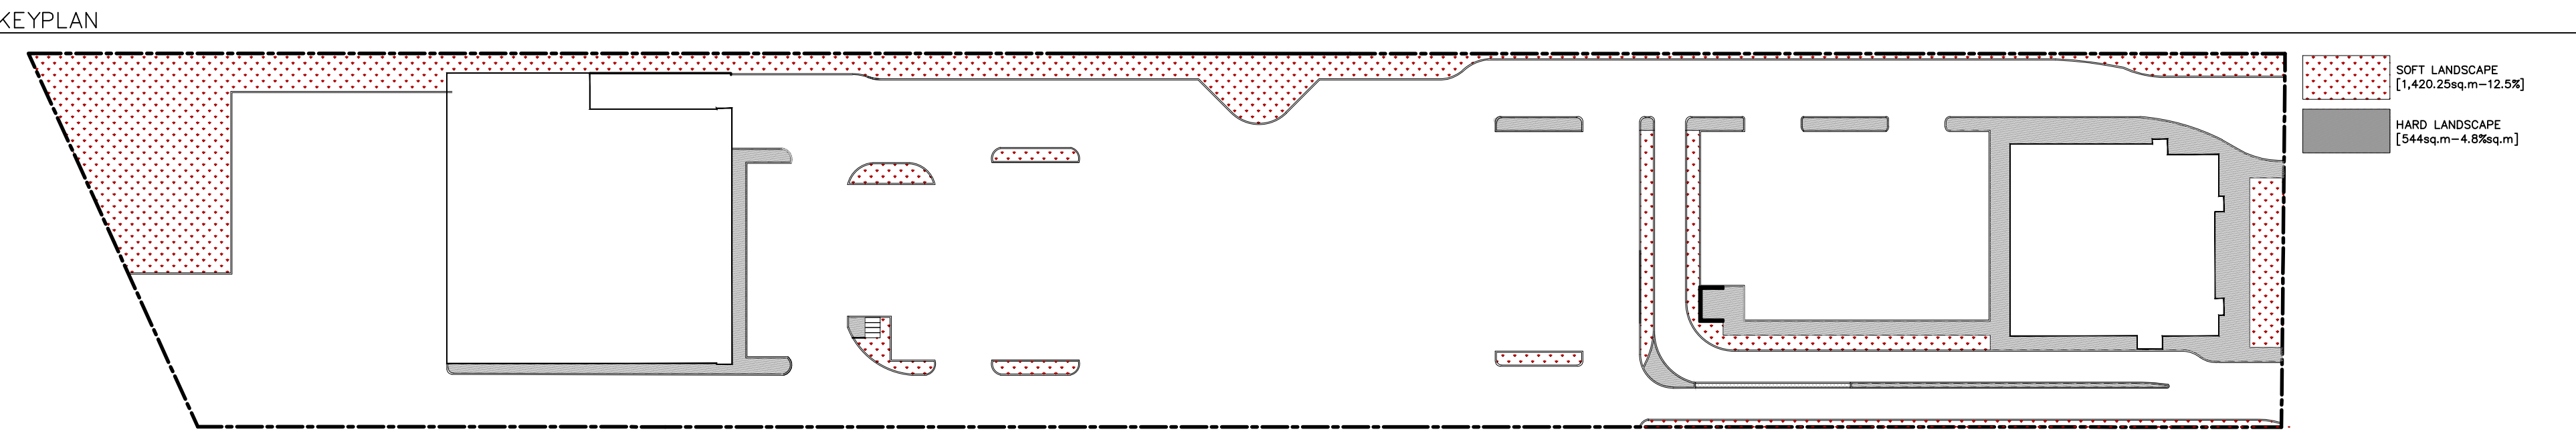 KEYPLAN
SOFT LANDSCAPE
[1,420.25sq.m-12.5%]
HARD LANDSCAPE
[544sq.m-4.8%sq.m]